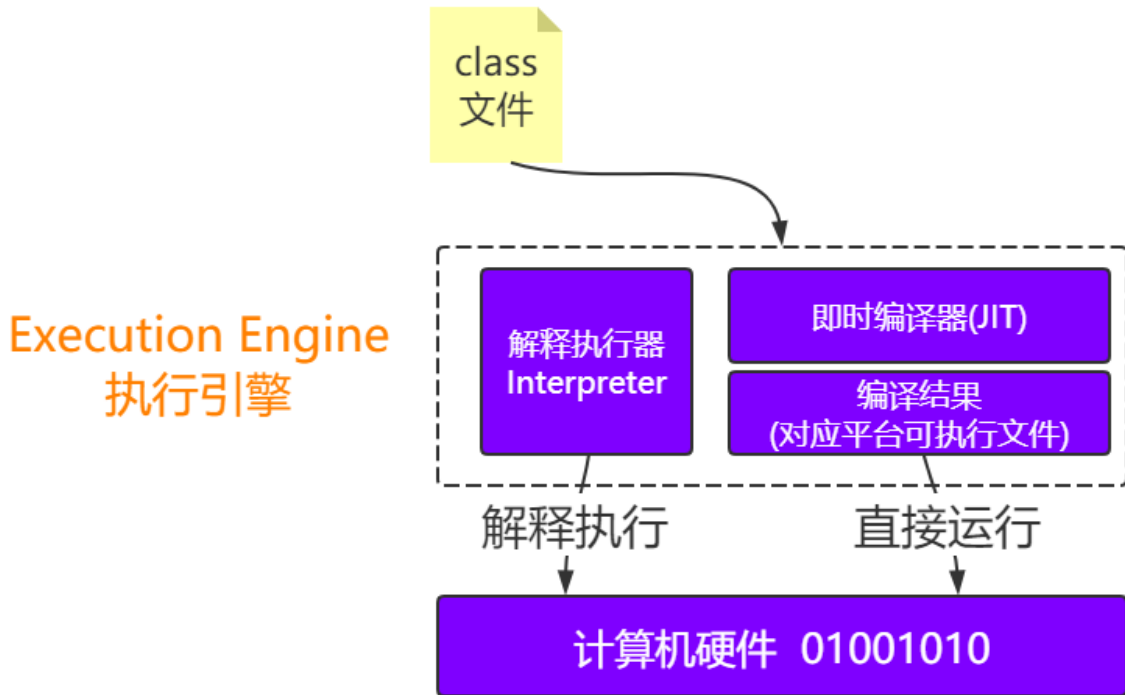 class
文件
Execution Engine
执行引擎
解释执行器
Interpreter
即时编译器(JIT)
编译结果
(对应平台可执行文件)
解释执行
直接运行
计算机硬件 01001010